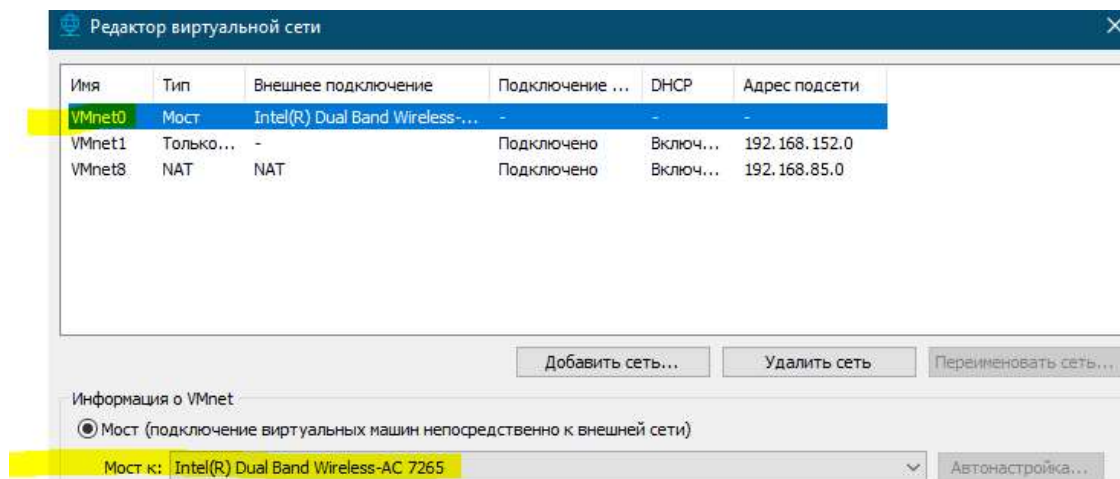 Редактор виртуальной сети
Имя Тип Внешнее подключение Подключение ... DHCP Адрес подсети
VMnet0 Мост Intel(R) Dual Band Wireless-... - - -
VMnet1 Только... - Подключено Включ... 192.168.152.0
VMnet8 NAT NAT Подключено Включ... 192.168.85.0
Добавить сеть... Удалить сеть Переименовать сеть...
Информация о VMnet
Мост (подключение виртуальных машин непосредственно к внешней сети)
Мост к: Intel(R) Dual Band Wireless-AC 7265 Автонастройка...